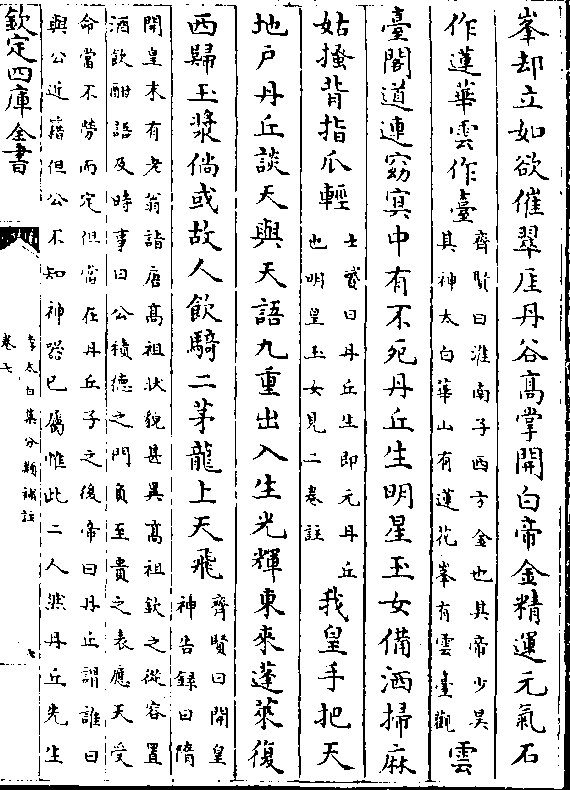 峯却立如欲催翠厓丹谷高掌開白帝金精運元氣石
作蓮華雲作臺
齊賢曰淮南子西方金也其帝少昊
其神太白華山有蓮花峯有雲臺觀
雲
臺閣道連窈㝠中有不死丹丘生明星玉女備洒掃麻
姑搔背指爪輕
士贇曰丹丘生即元丹丘
也明皇玉女見二卷註
我皇手把天
地戸丹丘談天與天語九重出入生光輝東來蓬萊復
西歸玉漿倘或故人飲騎二茅龍上天飛
齊賢曰開皇
神告録曰隋
開皇末有老翁詣唐髙祖狀貌甚異髙祖欽之從容置
酒飲酣語及時事曰公積德之門負至貴之表應天受
命當不勞而定但當在丹丘子之後帝曰丹丘謂誰曰
與公近籍但公不知神器已屬惟此二人然丹丘先生
欽定四庫全書
李太白集分類補註
卷七
七